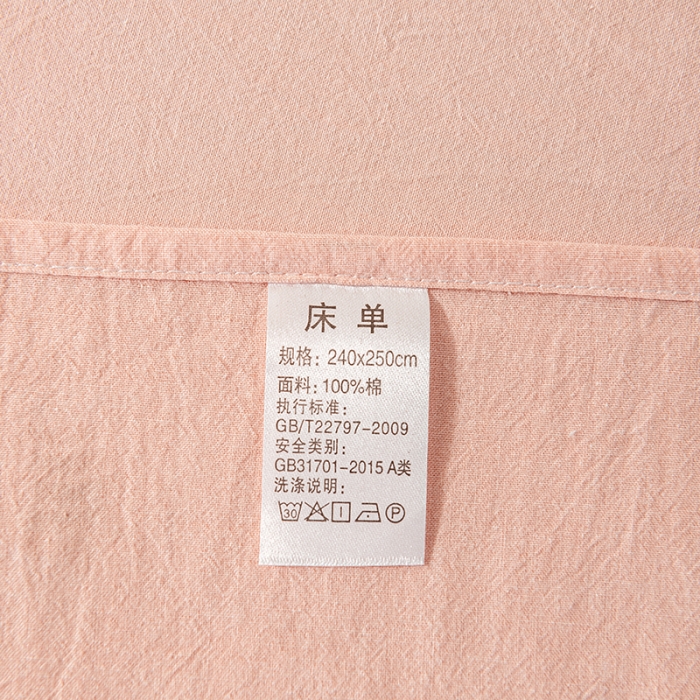 床单
规格: 240x250cm
面料: 100%棉
执行标准:
GB/T22797-2009
安全类别:
GB31701-2015 A类
洗涤说明:
30 P